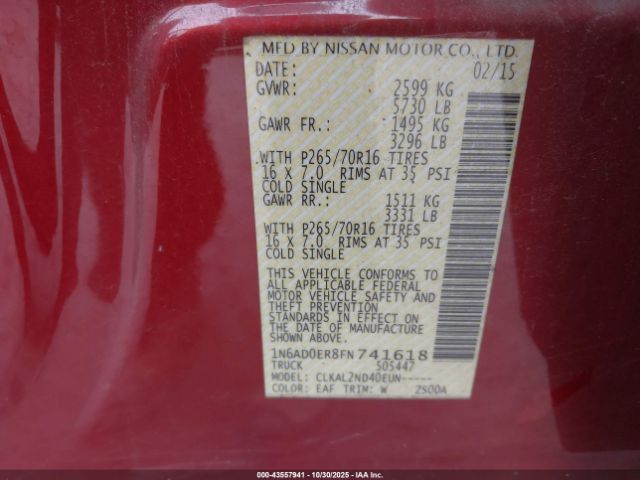 MFD BY NISSAN MOTOR CO., LTD.
DATE: 02/15
GVWR: 2599 KG
5730 LB
GAWR FR.: 1495 KG
3296 LB
WITH P265/70R16 TIRES
16 X 7.0 RIMS AT 35 PSI
COLD SINGLE
GAWR RR.: 1511 KG
3331 LB
WITH P265/70R16 TIRES
16 X 7.0 RIMS AT 35 PSI
COLD SINGLE
THIS VEHICLE CONFORMS TO
ALL APPLICABLE FEDERAL
MOTOR VEHICLE SAFETY AND
THEFT PREVENTION
STANDARDS IN EFFECT ON
THE DATE OF MANUFACTURE
SHOWN ABOVE.
1N6AD0ER8FN741618
TRUCK 505447
MODEL: CLKAL2ND40EUN-----
COLOR: EAF TRIM: W ZS00A
000-43557941 - 10/30/2025 - IAA Inc.